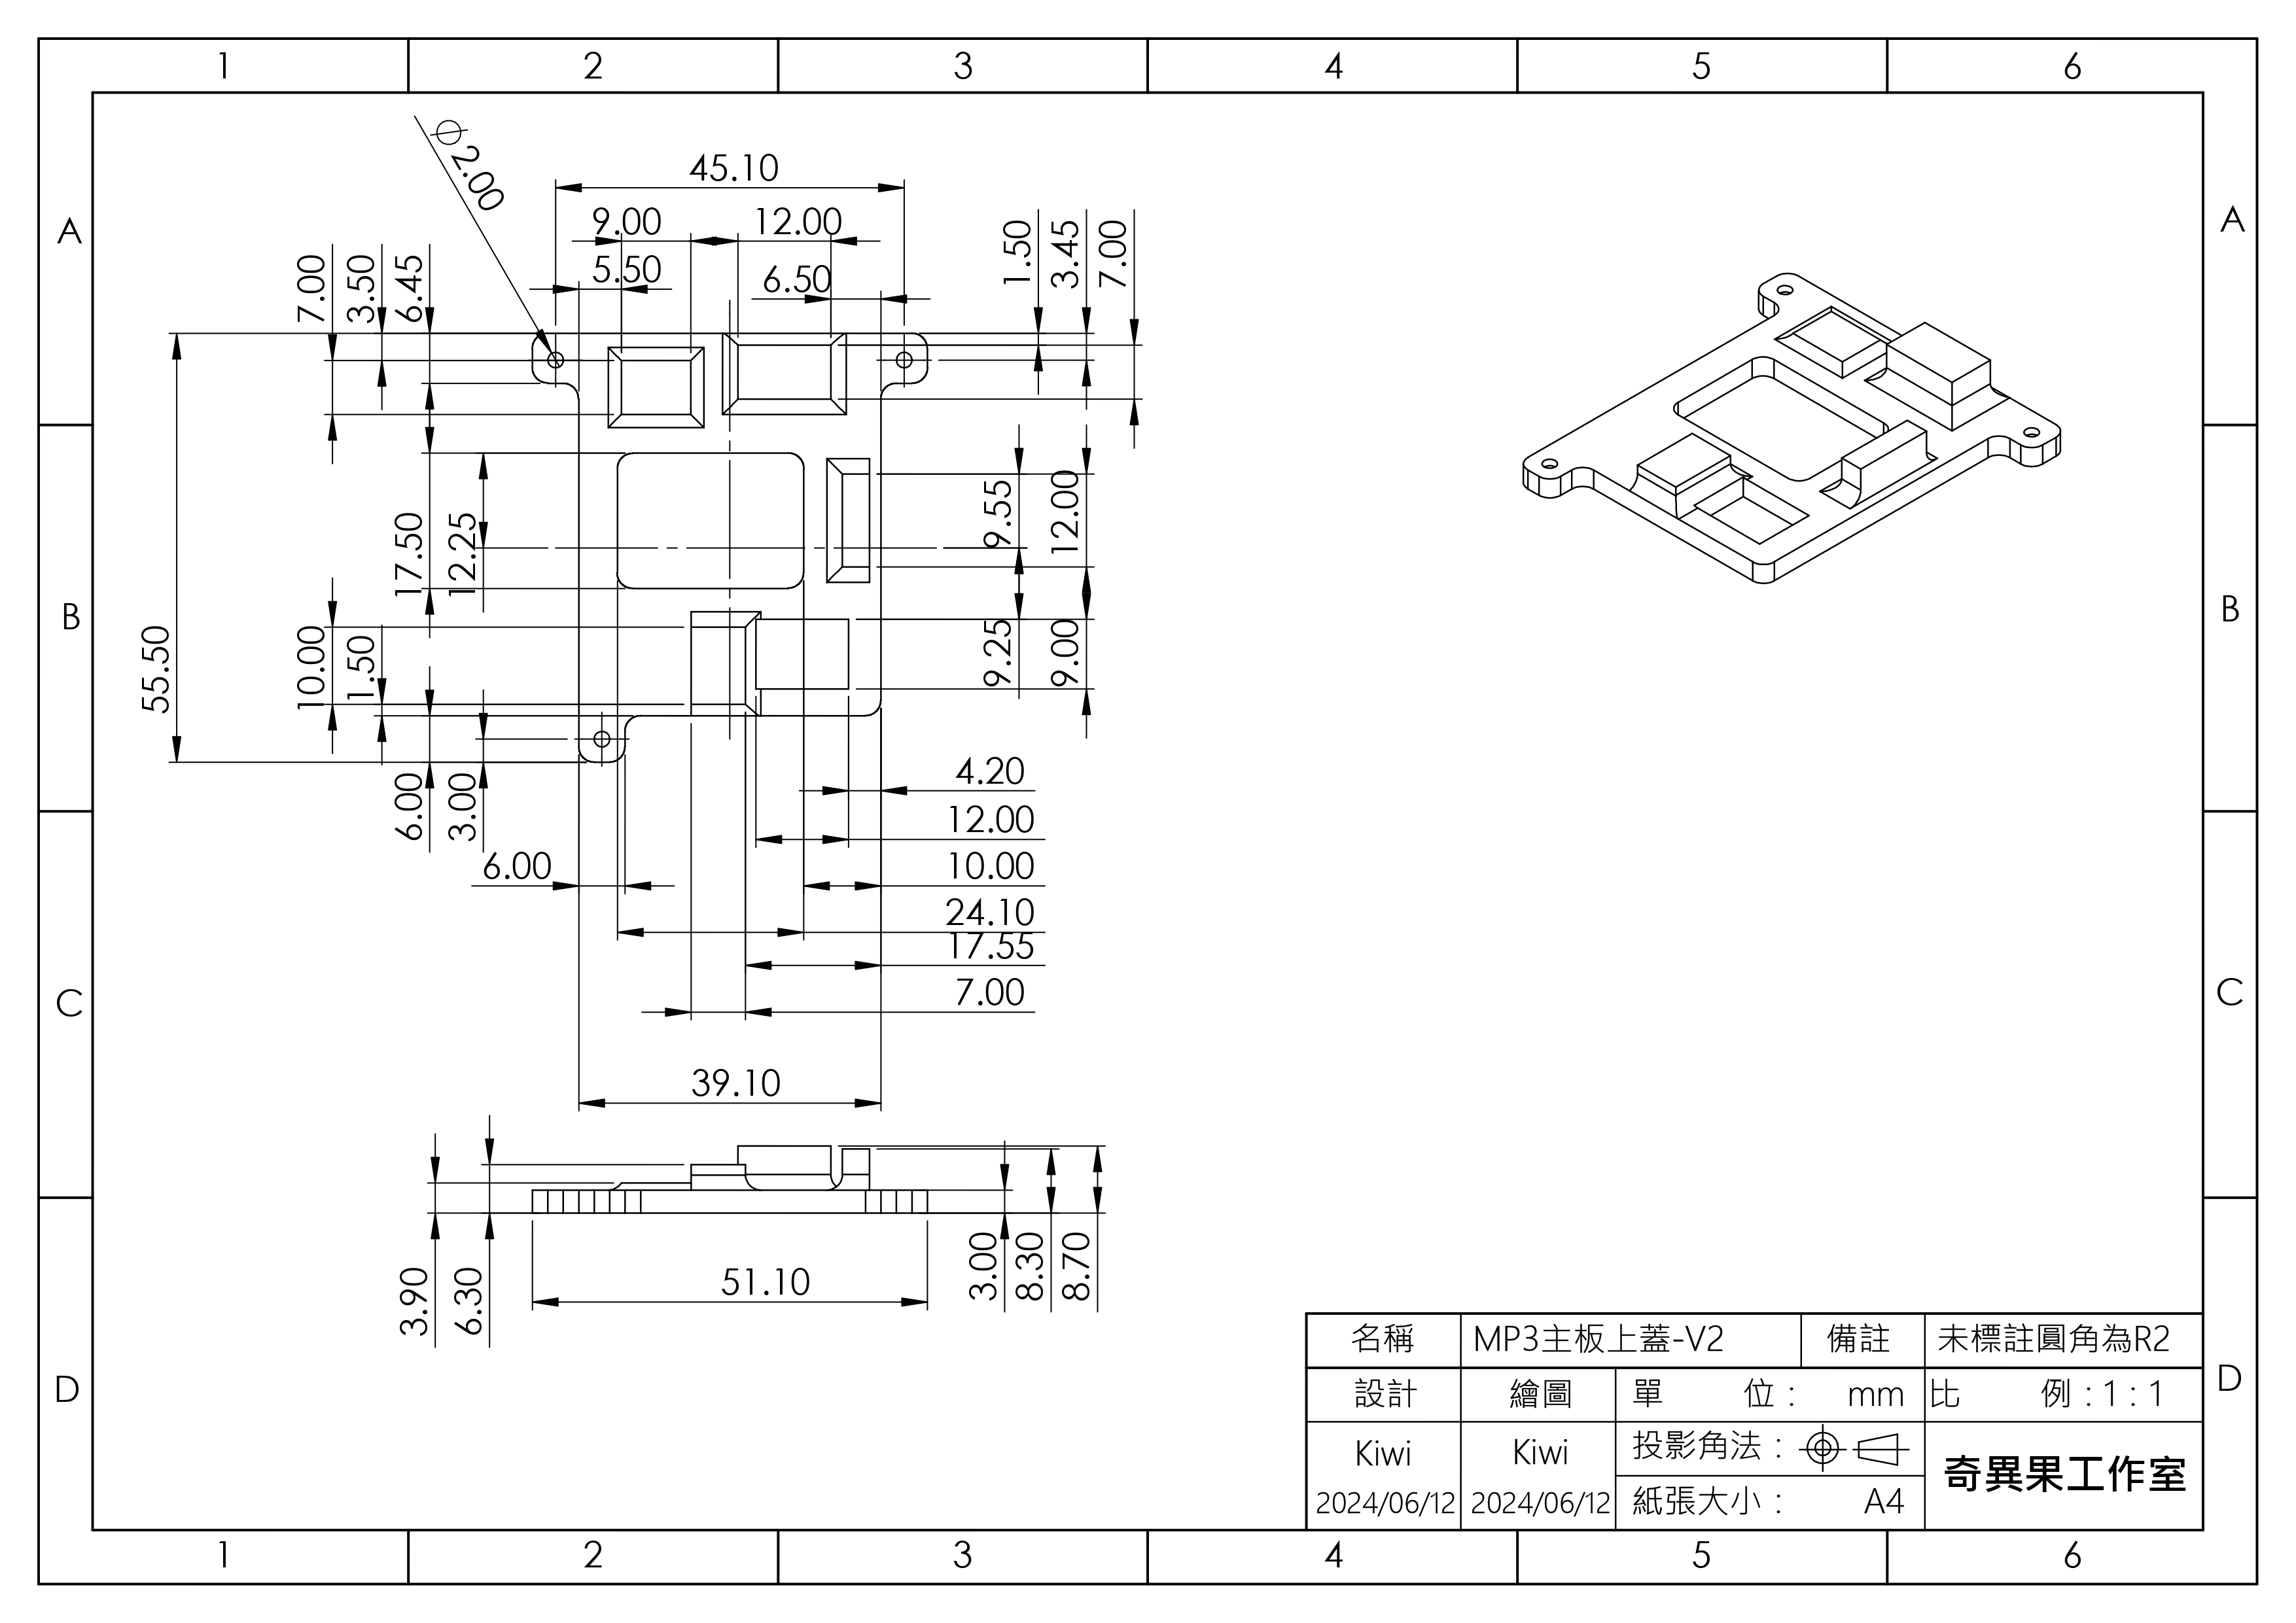 1 2 3 4 5 6
A
A
⌀2.00
45.10
9.00 12.00
5.50 6.50
7.00 3.50 6.45
1.50 3.45 7.00
17.50 12.25
9.55 12.00
B
B
55.50
10.00 1.50
9.25 9.00
4.20
6.00 3.00
12.00
6.00
10.00
24.10
17.55
7.00
C
C
39.10
3.90 6.30
51.10
3.00 8.30 8.70
D
D
名稱 MP3主板上蓋-V2 備註 未標註圓角為R2
設計 繪圖 單 位 : mm 比 例 : 1 : 1
Kiwi Kiwi 投影角法 :
奇異果工作室
2024/06/12 2024/06/12 紙張大小 : A4
1 2 3 4 5 6